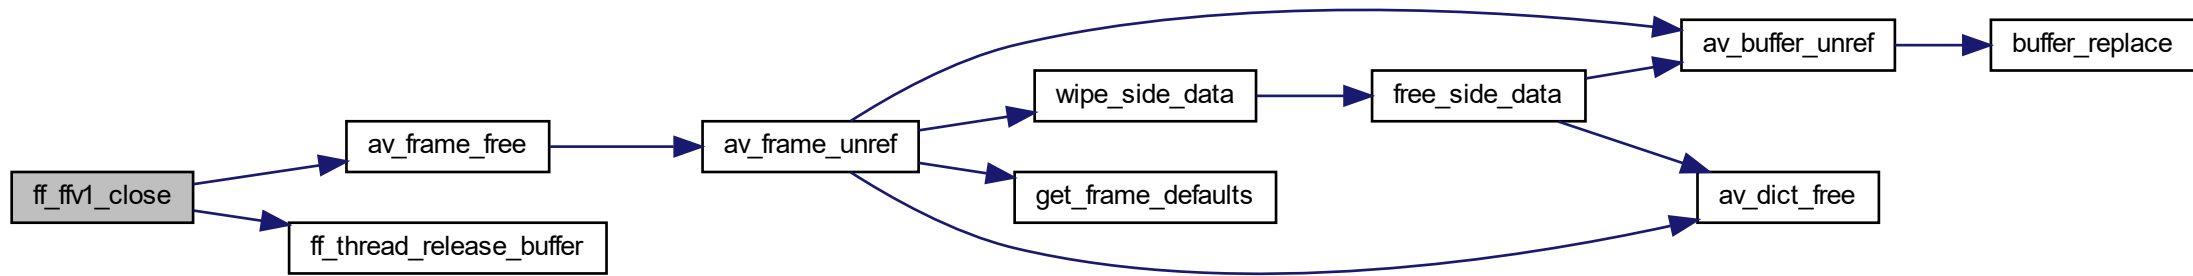 ff_ffv1_close
av_frame_free
ff_thread_release_buffer
av_frame_unref
wipe_side_data
get_frame_defaults
free_side_data
av_buffer_unref
av_dict_free
buffer_replace